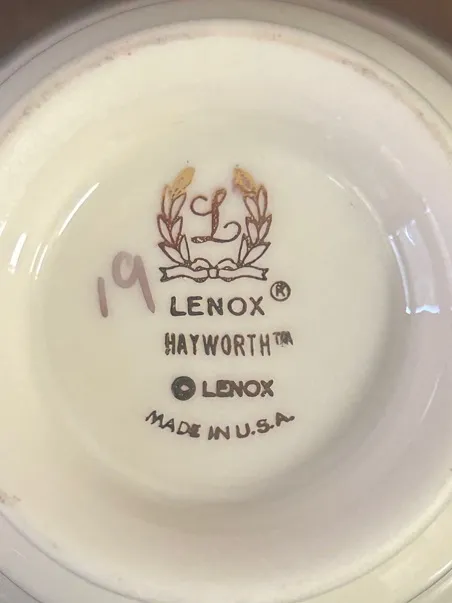 L
19
LENOX®
HAYWORTH™
© LENOX
MADE IN U.S.A.